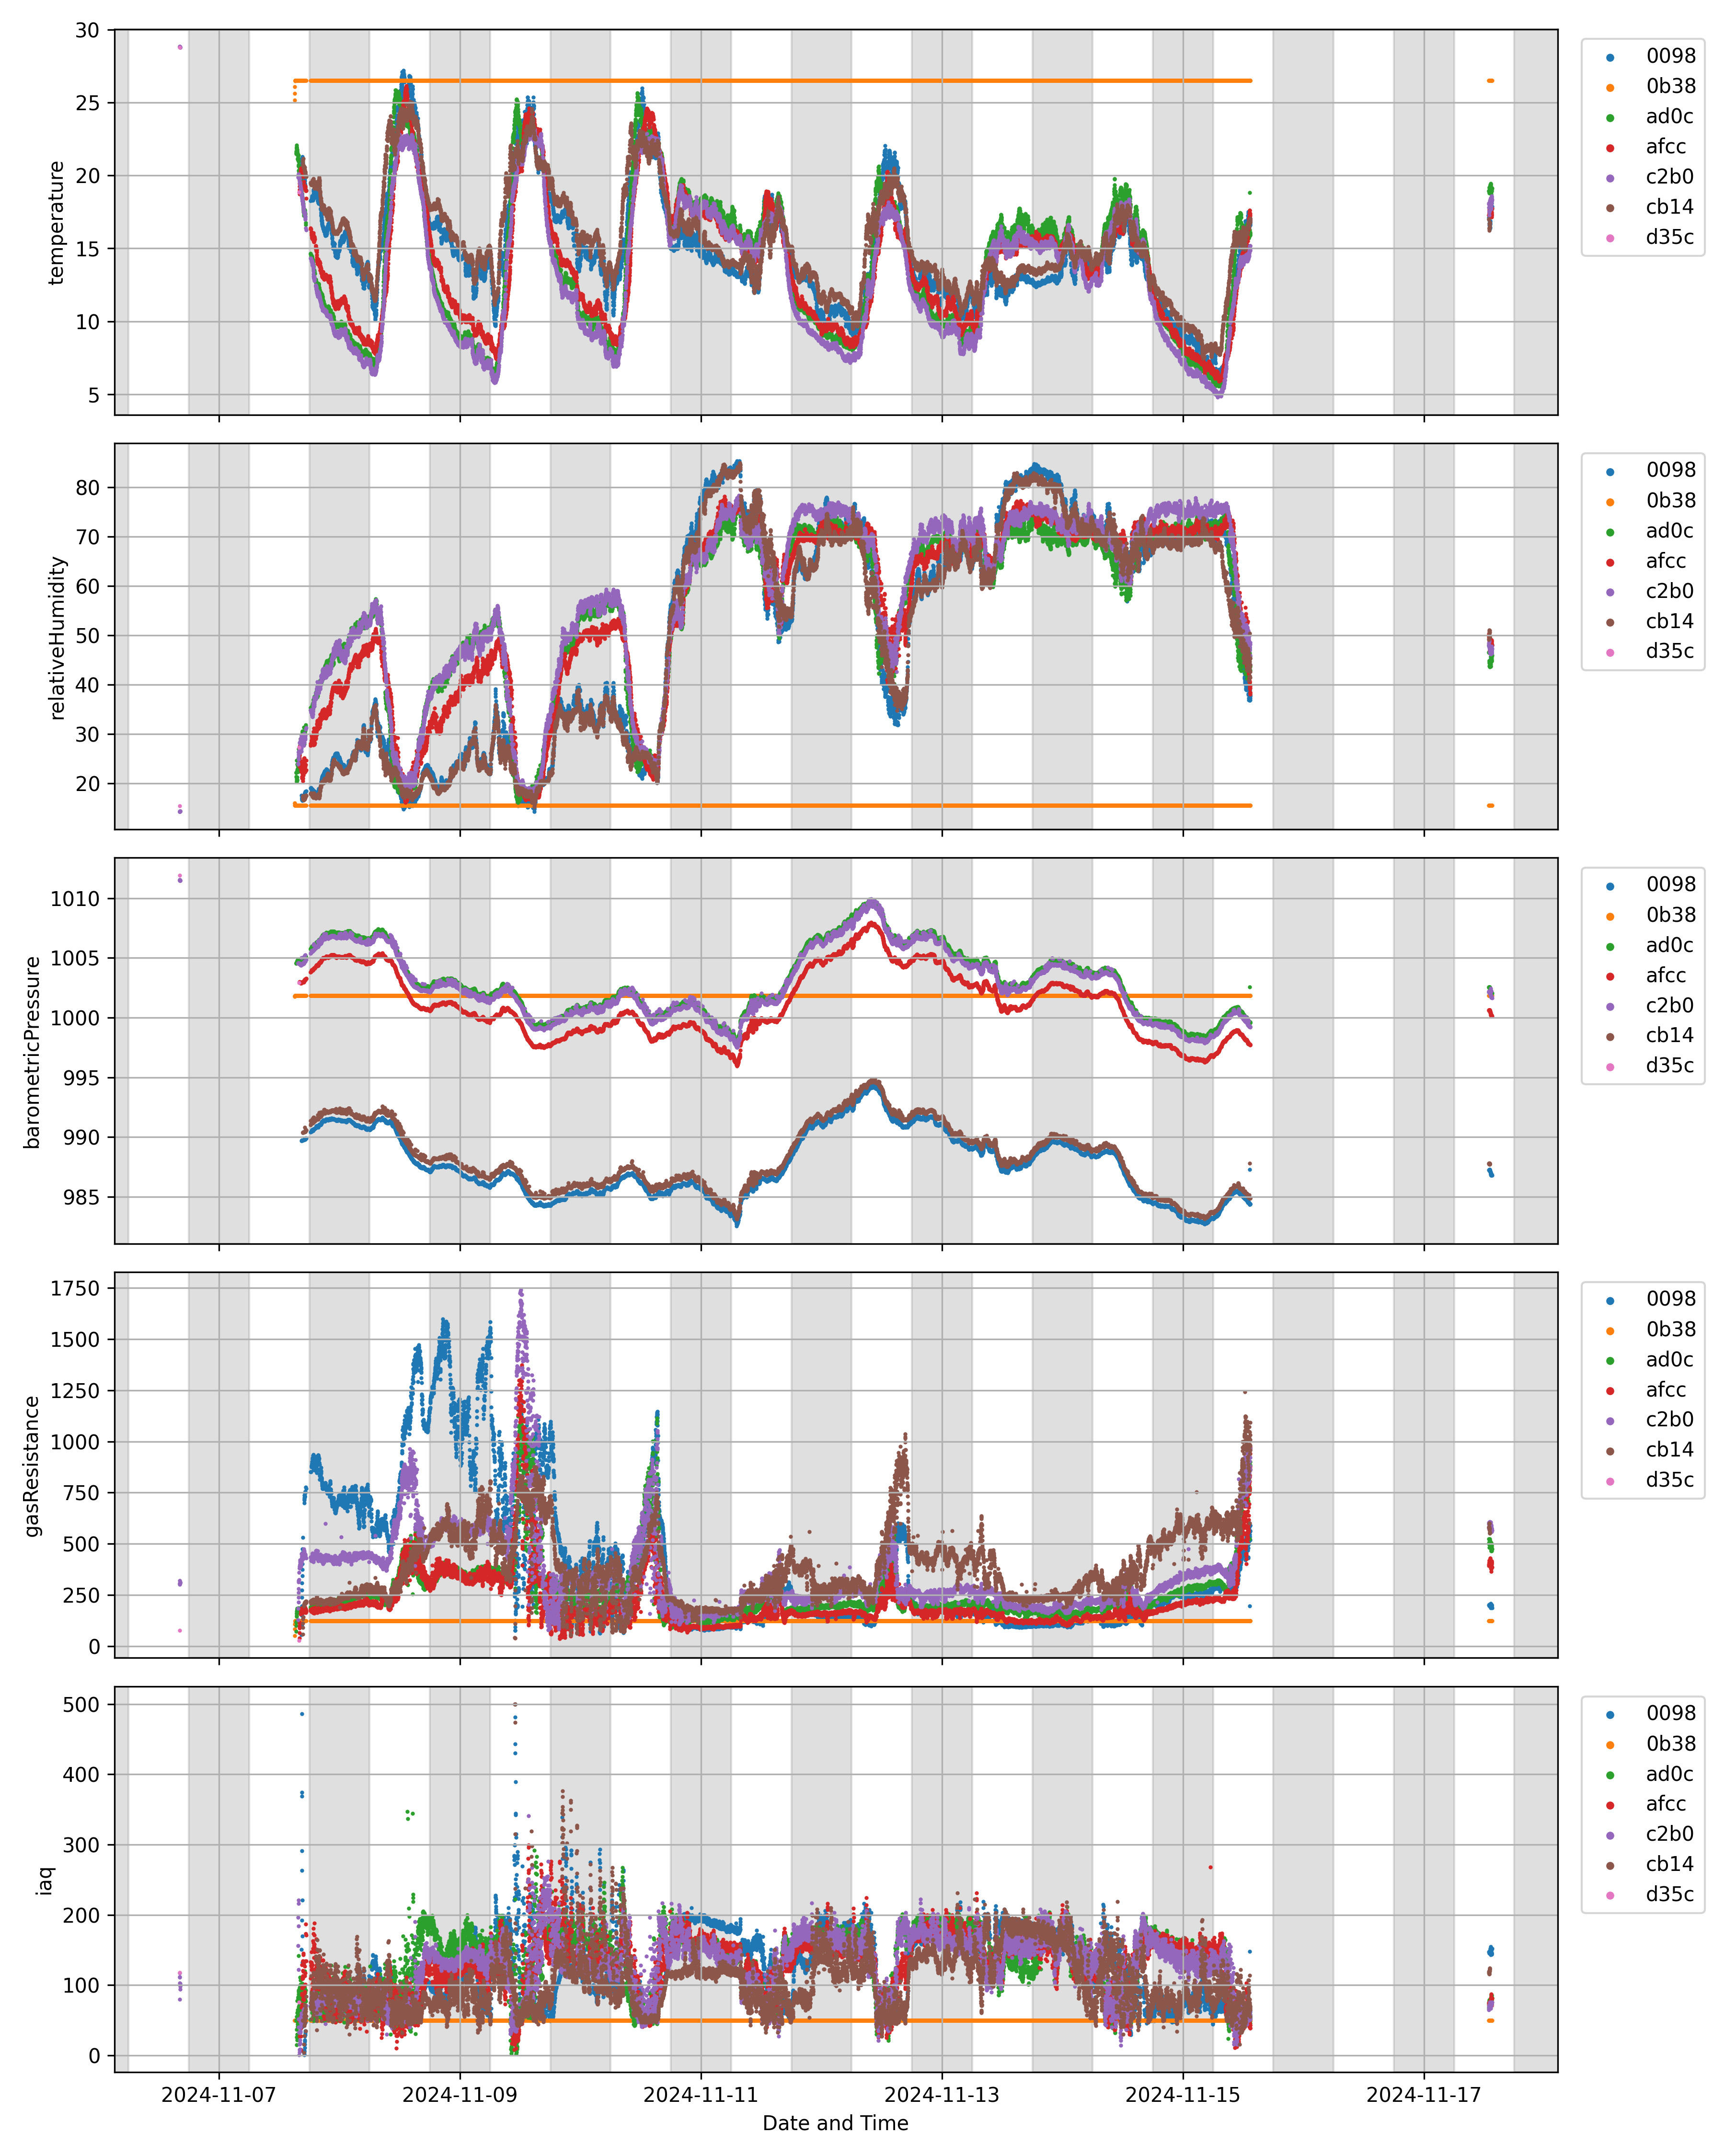 30
25
20
15
10
5
temperature
0098
0b38
ad0c
afcc
c2b0
cb14
d35c
80
70
60
50
40
30
20
relativeHumidity
0098
0b38
ad0c
afcc
c2b0
cb14
d35c
1010
1005
1000
995
990
985
barometricPressure
0098
0b38
ad0c
afcc
c2b0
cb14
d35c
1750
1500
1250
1000
750
500
250
0
gasResistance
0098
0b38
ad0c
afcc
c2b0
cb14
d35c
500
400
300
200
100
0
iaq
0098
0b38
ad0c
afcc
c2b0
cb14
d35c
2024-11-07 2024-11-09 2024-11-11 2024-11-13 2024-11-15 2024-11-17
Date and Time